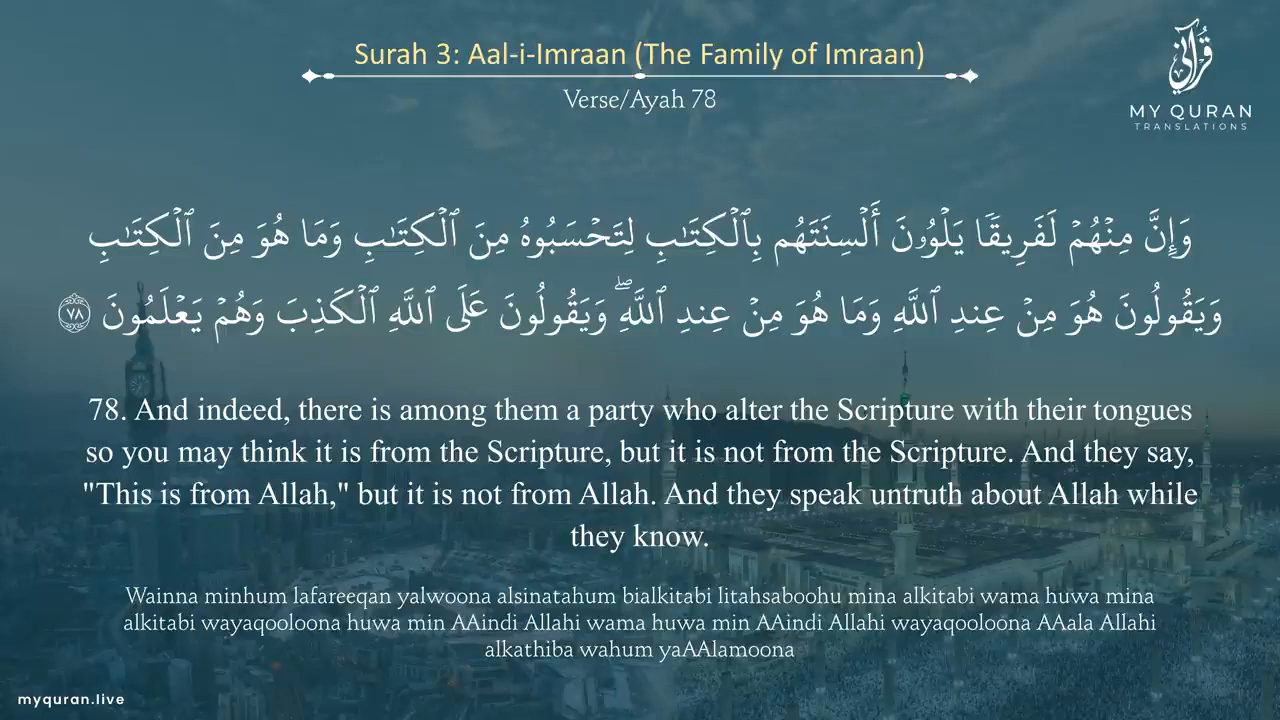 Surah 3: Aal-i-Imraan (The Family of Imraan)
Verse/Ayah 78
قُرْآنِي
MY QURAN
TRANSLATIONS
وَإِنَّ مِنْهُمْ لَفَرِيقًا يَلْوُۥنَ أَلْسِنَتَهُم بِٱلْكِتَـٰبِ لِتَحْسَبُوهُ مِنَ ٱلْكِتَـٰبِ وَمَا هُوَ مِنَ ٱلْكِتَـٰبِ
وَيَقُولُونَ هُوَ مِنْ عِندِ ٱللَّهِ وَمَا هُوَ مِنْ عِندِ ٱللَّهِۖ وَيَقُولُونَ عَلَى ٱللَّهِ ٱلْكَذِبَ وَهُمْ يَعْلَمُونَ ٧٨
78. And indeed, there is among them a party who alter the Scripture with their tongues
so you may think it is from the Scripture, but it is not from the Scripture. And they say,
"This is from Allah," but it is not from Allah. And they speak untruth about Allah while
they know.
Wainna minhum lafareeqan yalwoona alsinatahum bialkitabi litahsaboohu mina alkitabi wama huwa mina
alkitabi wayaqooloona huwa min AAindi Allahi wama huwa min AAindi Allahi wayaqooloona AAala Allahi
alkathiba wahum yaAAlamoona
myquran.live